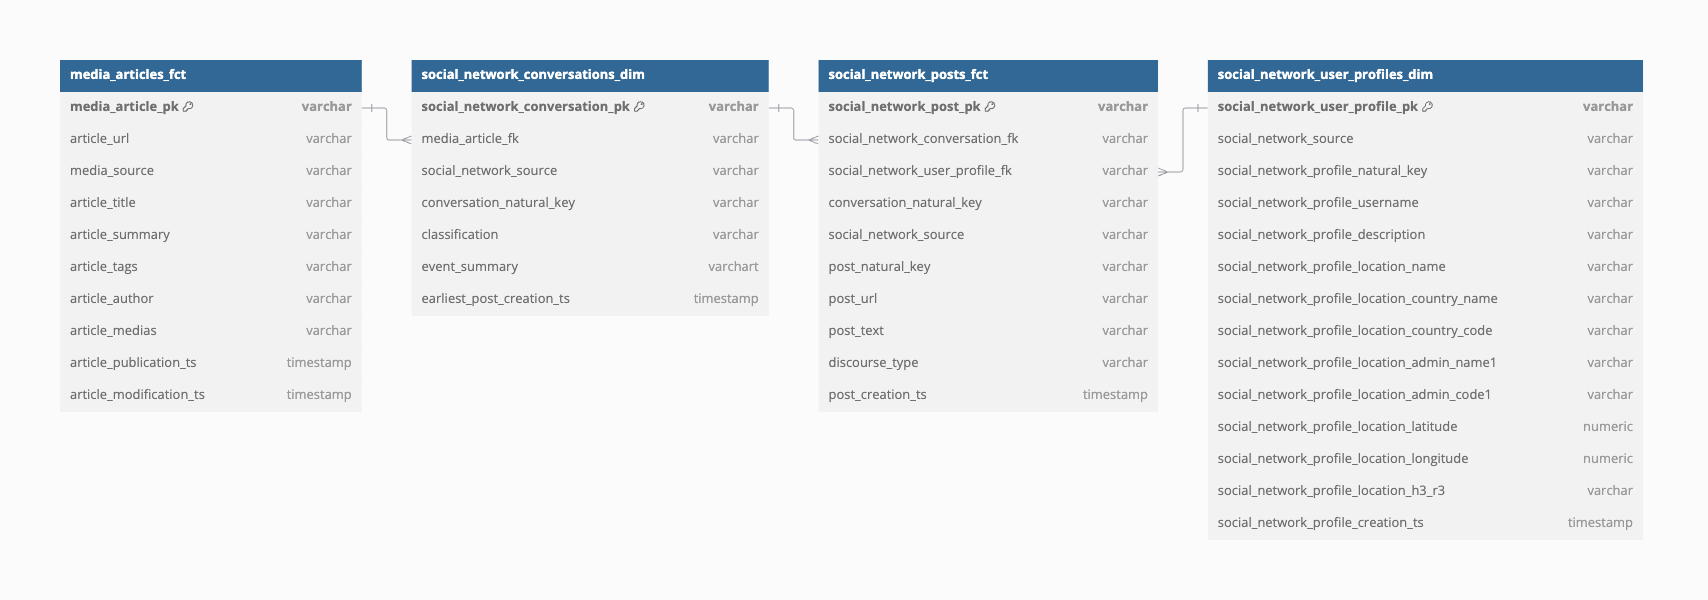 media_articles_fct
media_article_pk varchar
article_url varchar
media_source varchar
article_title varchar
article_summary varchar
article_tags varchar
article_author varchar
article_medias varchar
article_publication_ts timestamp
article_modification_ts timestamp
social_network_conversations_dim
social_network_conversation_pk varchar
media_article_fk varchar
social_network_source varchar
conversation_natural_key varchar
classification varchar
event_summary varchart
earliest_post_creation_ts timestamp
social_network_posts_fct
social_network_post_pk varchar
social_network_conversation_fk varchar
social_network_user_profile_fk varchar
conversation_natural_key varchar
social_network_source varchar
post_natural_key varchar
post_url varchar
post_text varchar
discourse_type varchar
post_creation_ts timestamp
social_network_user_profiles_dim
social_network_user_profile_pk varchar
social_network_source varchar
social_network_profile_natural_key varchar
social_network_profile_username varchar
social_network_profile_description varchar
social_network_profile_location_name varchar
social_network_profile_location_country_name varchar
social_network_profile_location_country_code varchar
social_network_profile_location_admin_name1 varchar
social_network_profile_location_admin_code1 varchar
social_network_profile_location_latitude numeric
social_network_profile_location_longitude numeric
social_network_profile_location_h3_r3 varchar
social_network_profile_creation_ts timestamp